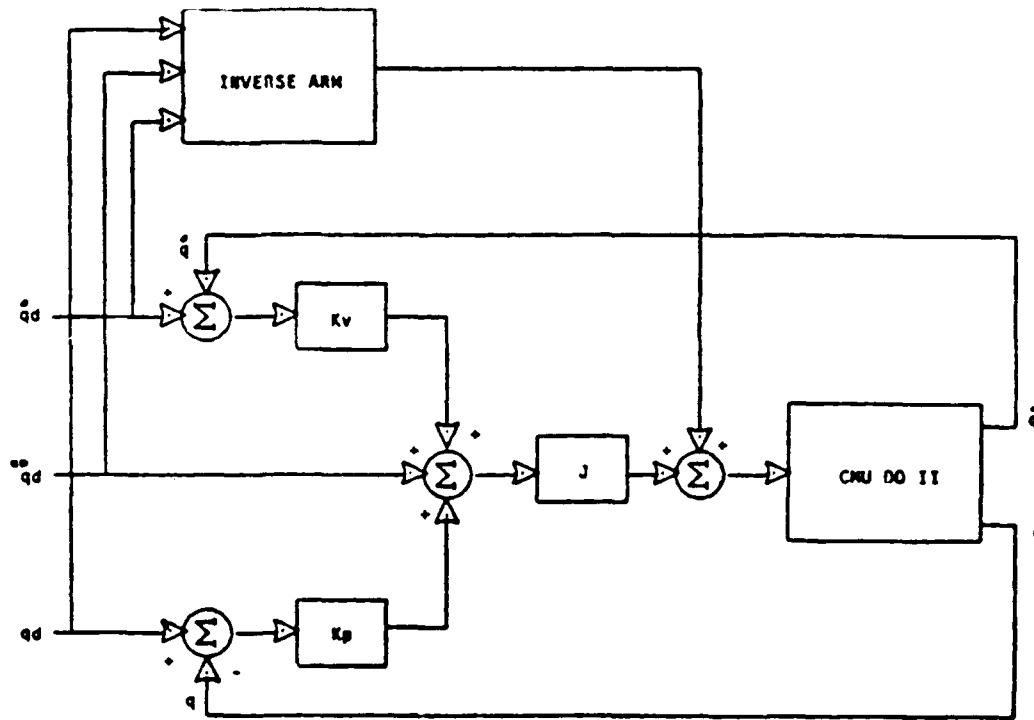 INVERSE ARM
q̇
+
q̇d
Σ
Kv
+
+
+
+
q̈d
Σ
J
Σ
CMU DD II
+
qd
Σ
Kp
+
-
q